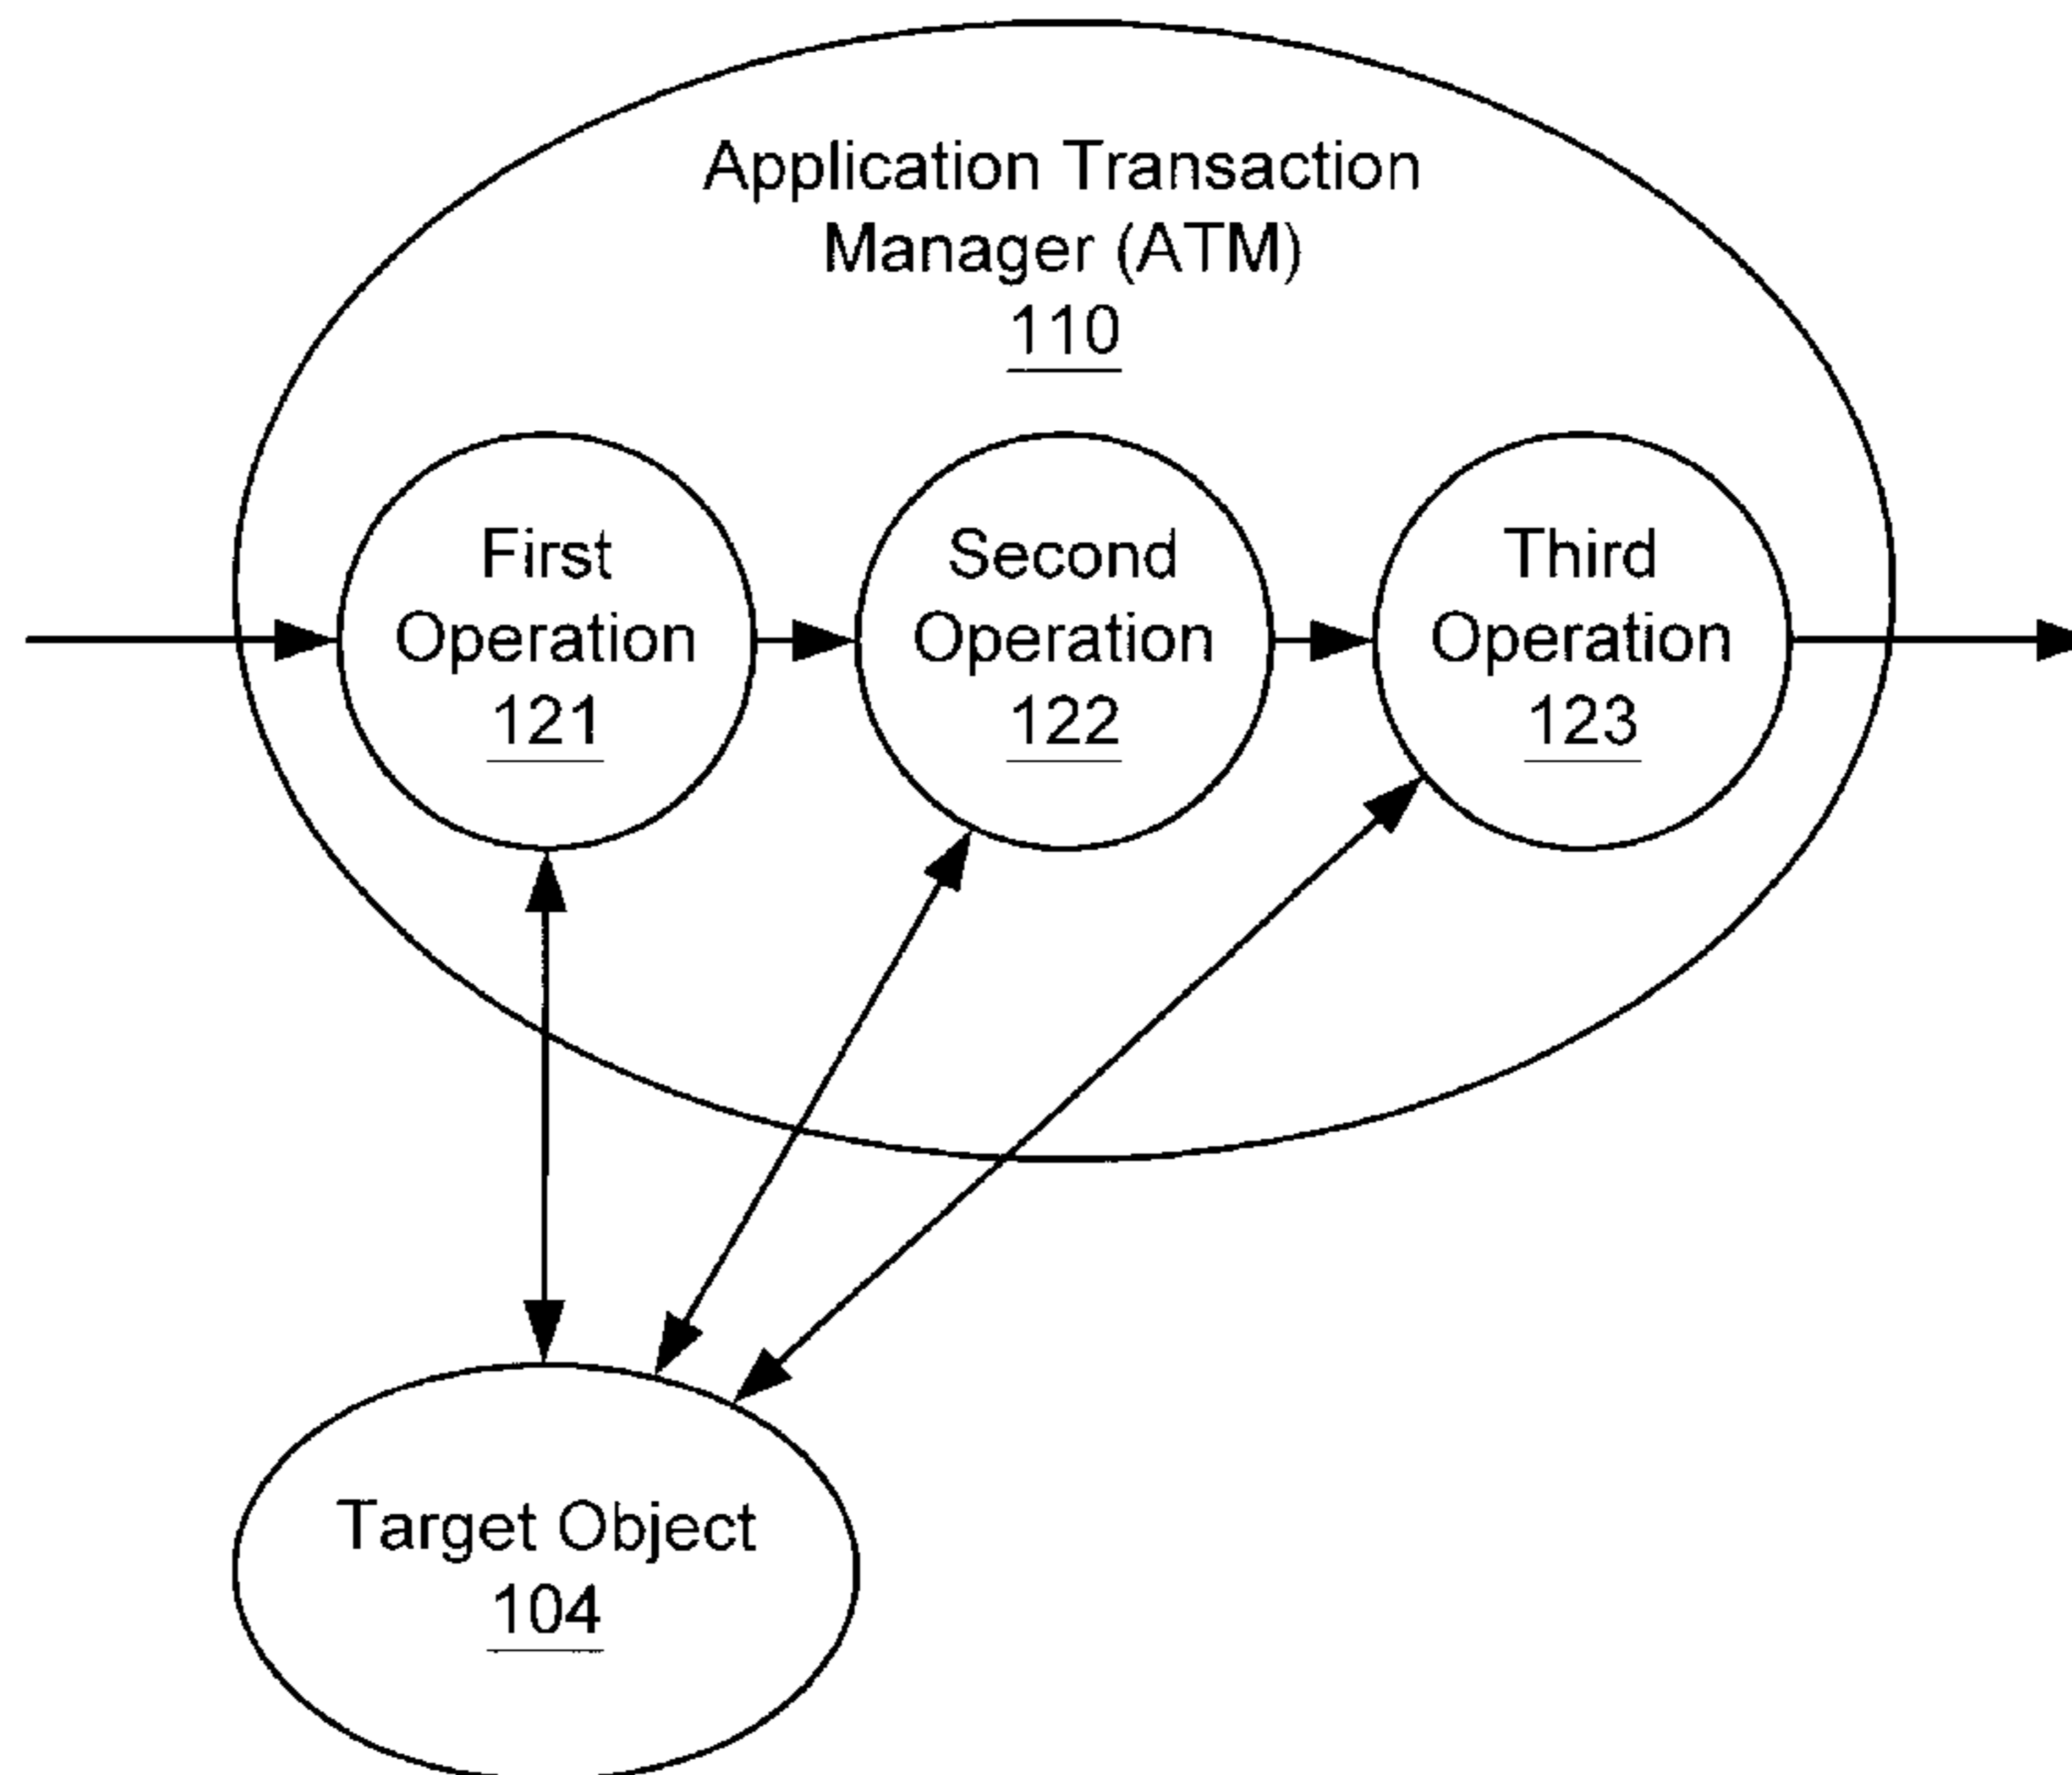 Application Transaction
Manager (ATM)
110
First
Operation
121
Second
Operation
122
Third
Operation
123
Target Object
104